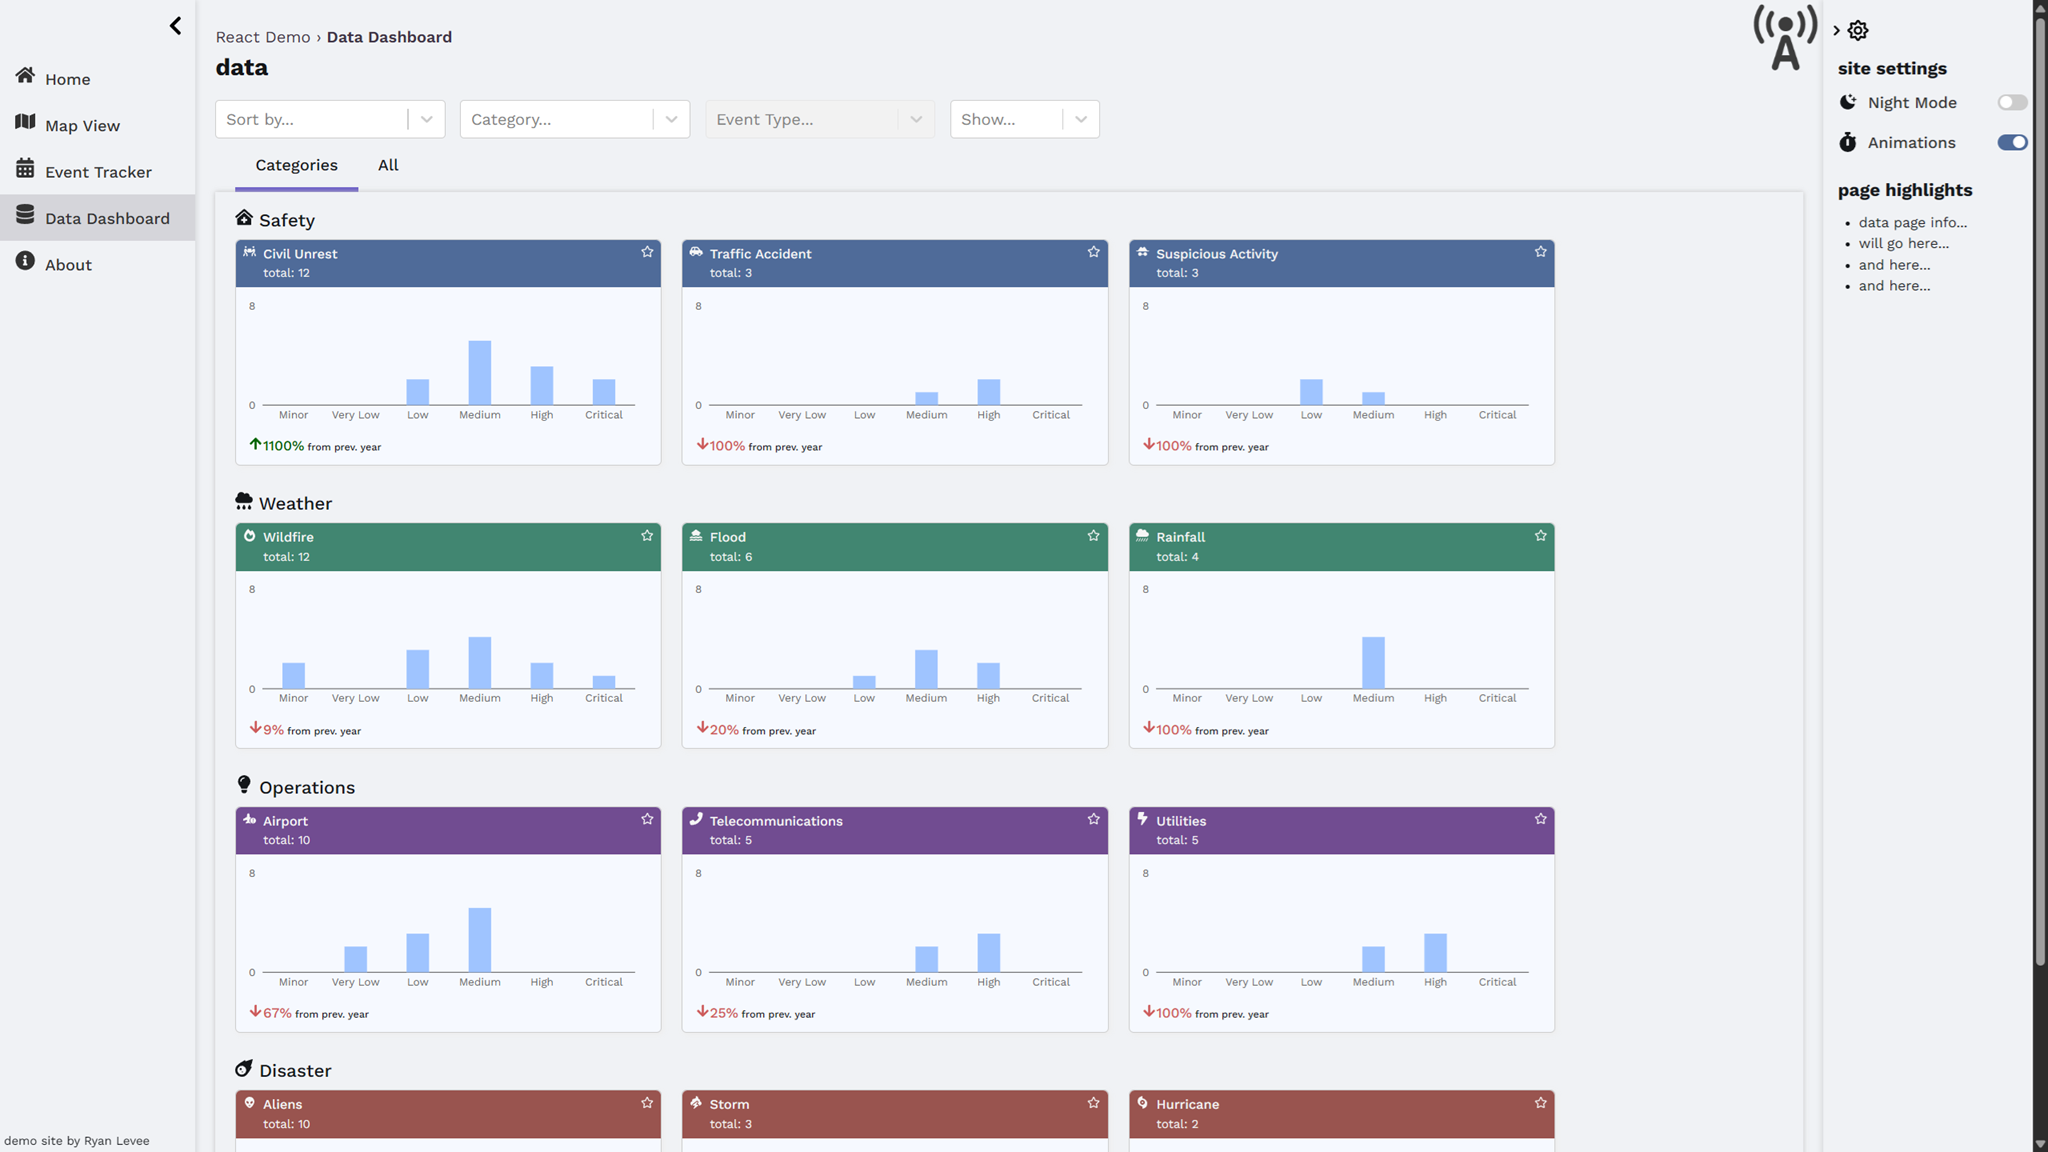 Home
Map View
Event Tracker
Data Dashboard
About
demo site by Ryan Levee
React Demo › Data Dashboard
data
Sort by...
Category...
Event Type...
Show...
Categories
All
Safety
Civil Unrest
total: 12
8
0
Minor Very Low Low Medium High Critical
1100% from prev. year
Traffic Accident
total: 3
8
0
Minor Very Low Low Medium High Critical
100% from prev. year
Suspicious Activity
total: 3
8
0
Minor Very Low Low Medium High Critical
100% from prev. year
Weather
Wildfire
total: 12
8
0
Minor Very Low Low Medium High Critical
9% from prev. year
Flood
total: 6
8
0
Minor Very Low Low Medium High Critical
20% from prev. year
Rainfall
total: 4
8
0
Minor Very Low Low Medium High Critical
100% from prev. year
Operations
Airport
total: 10
8
0
Minor Very Low Low Medium High Critical
67% from prev. year
Telecommunications
total: 5
8
0
Minor Very Low Low Medium High Critical
25% from prev. year
Utilities
total: 5
8
0
Minor Very Low Low Medium High Critical
100% from prev. year
Disaster
Aliens
total: 10
Storm
total: 3
Hurricane
total: 2
site settings
Night Mode
Animations
page highlights
• data page info...
• will go here...
• and here...
• and here...